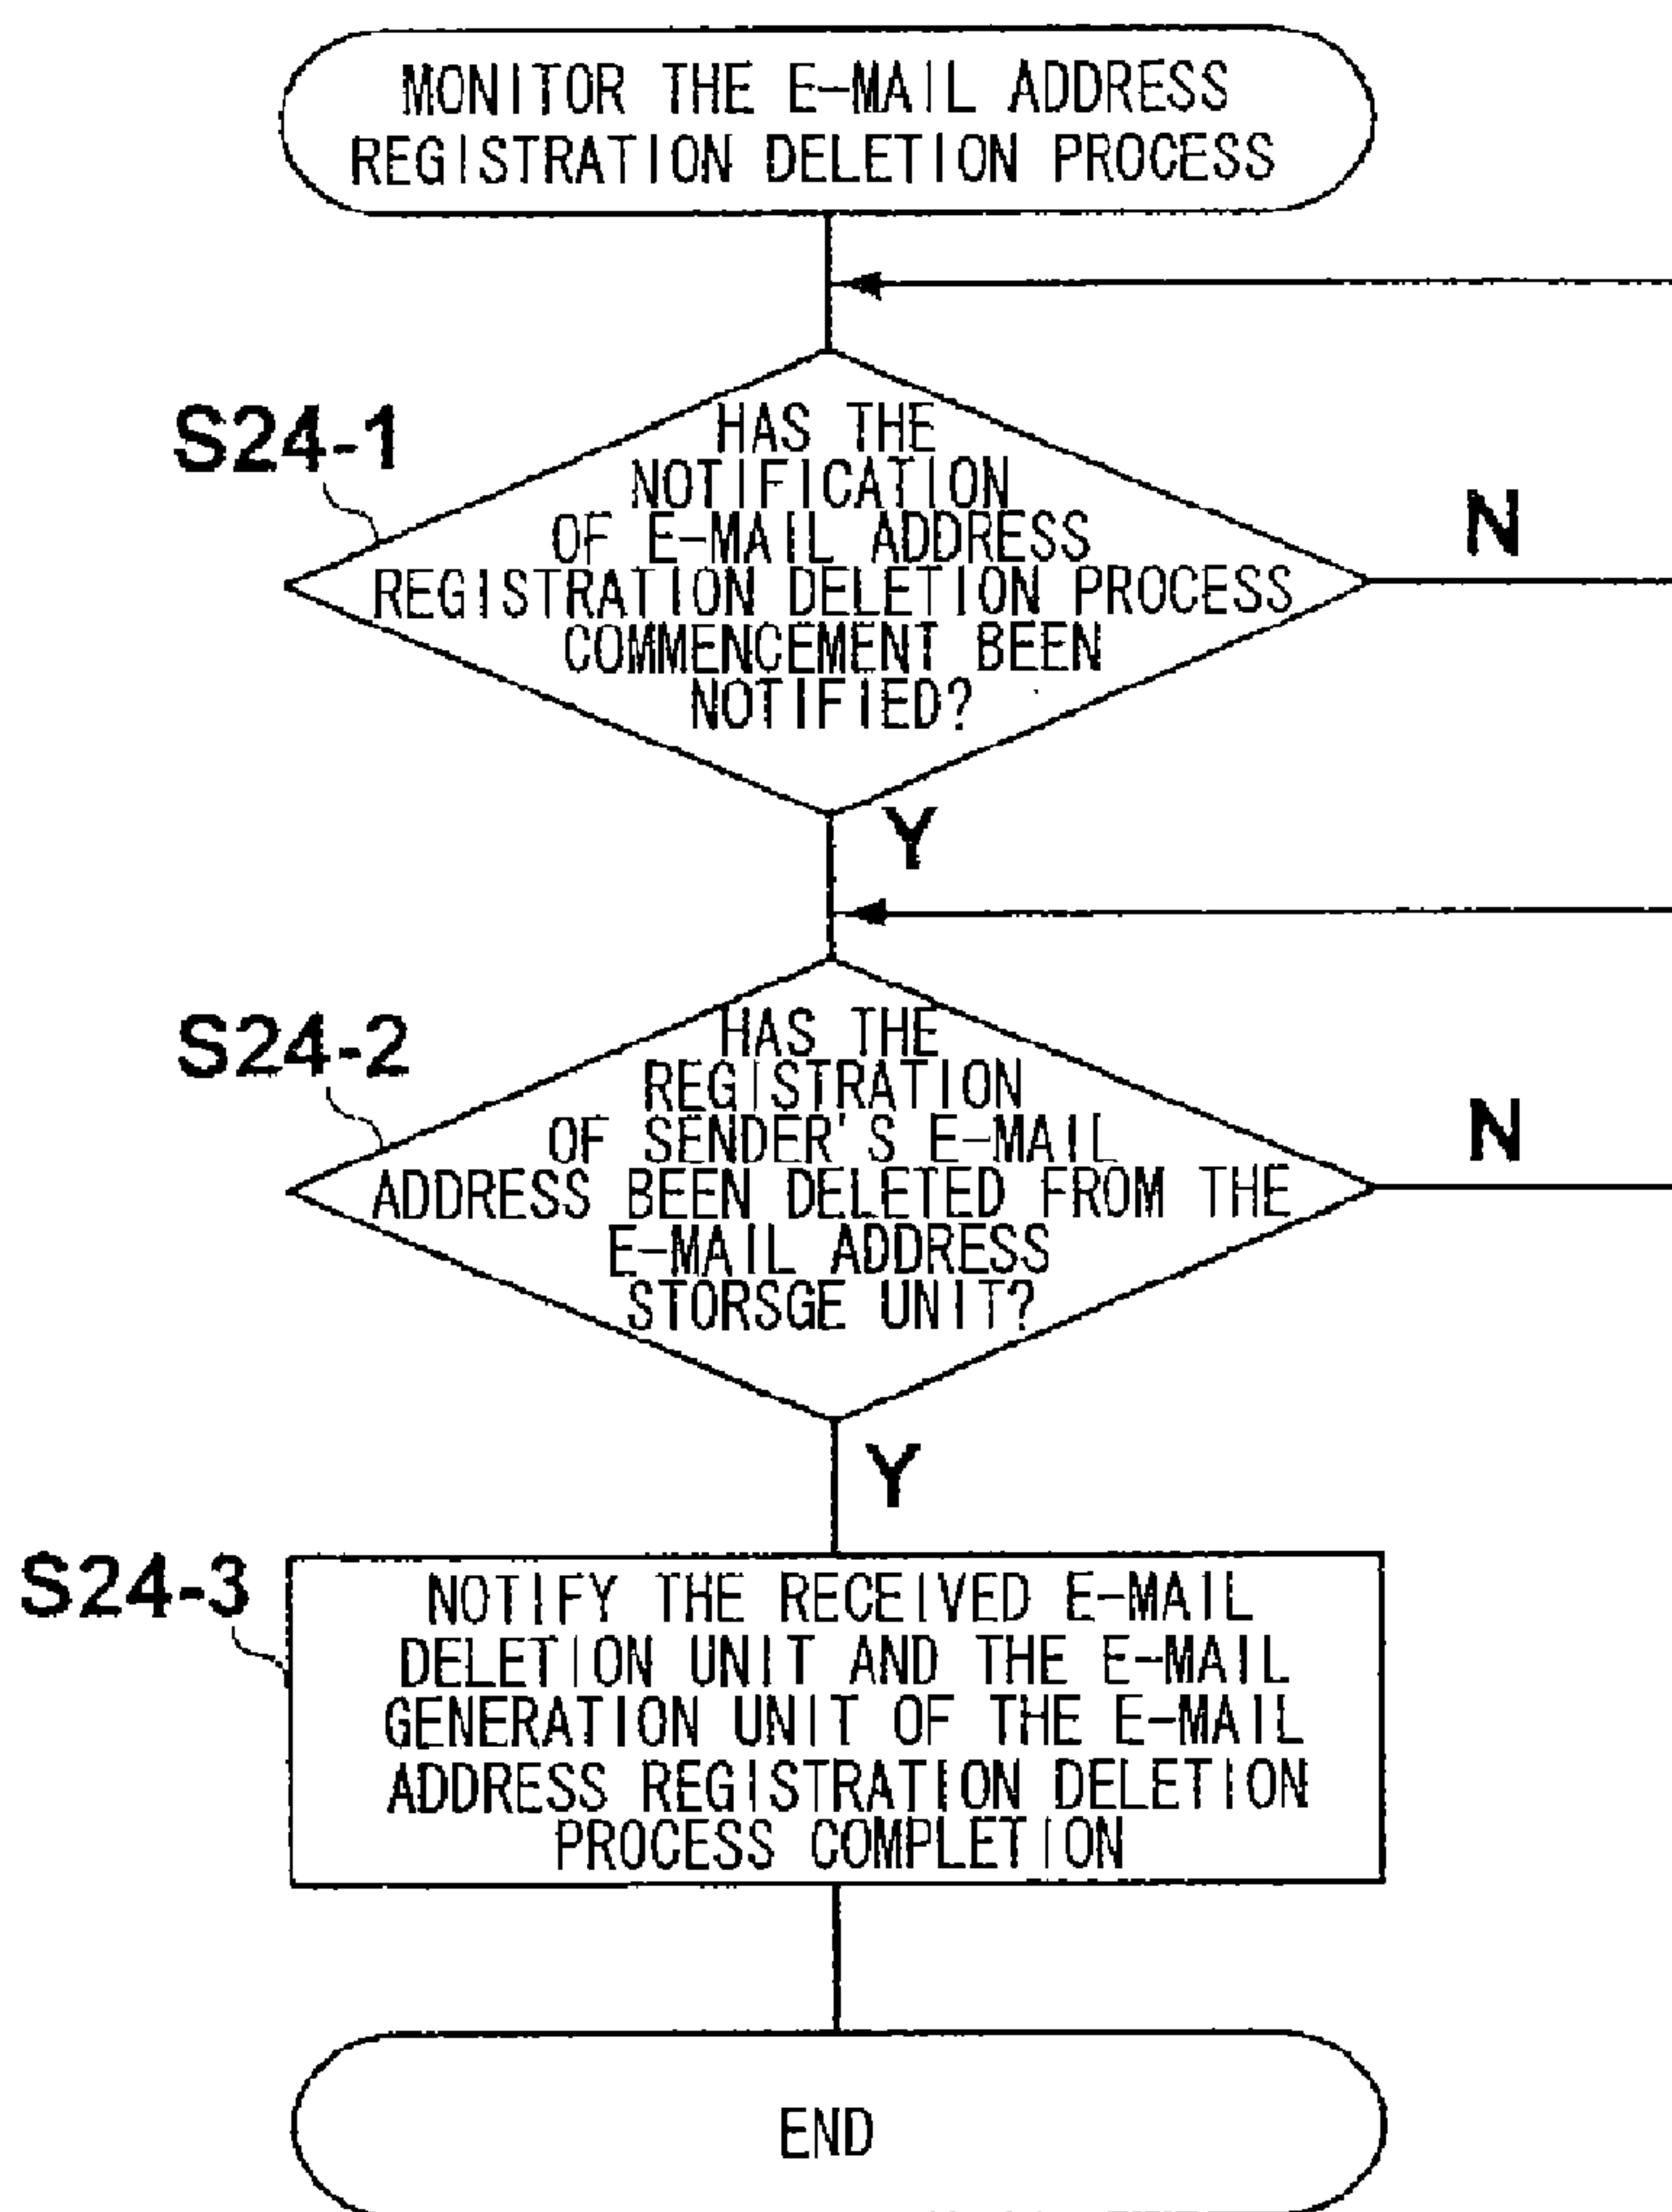 MONITOR THE E-MAIL ADDRESS
REGISTRATION DELETION PROCESS
S24-1
HAS THE
NOTIFICATION
OF E-MAIL ADDRESS
REGISTRATION DELETION PROCESS
COMMENCEMENT BEEN
NOTIFIED?
N
Y
S24-2
HAS THE
REGISTRATION
OF SENDER'S E-MAIL
ADDRESS BEEN DELETED FROM THE
E-MAIL ADDRESS
STORSGE UNIT?
N
Y
S24-3
NOTIFY THE RECEIVED E-MAIL
DELETION UNIT AND THE E-MAIL
GENERATION UNIT OF THE E-MAIL
ADDRESS REGISTRATION DELETION
PROCESS COMPLETION
END